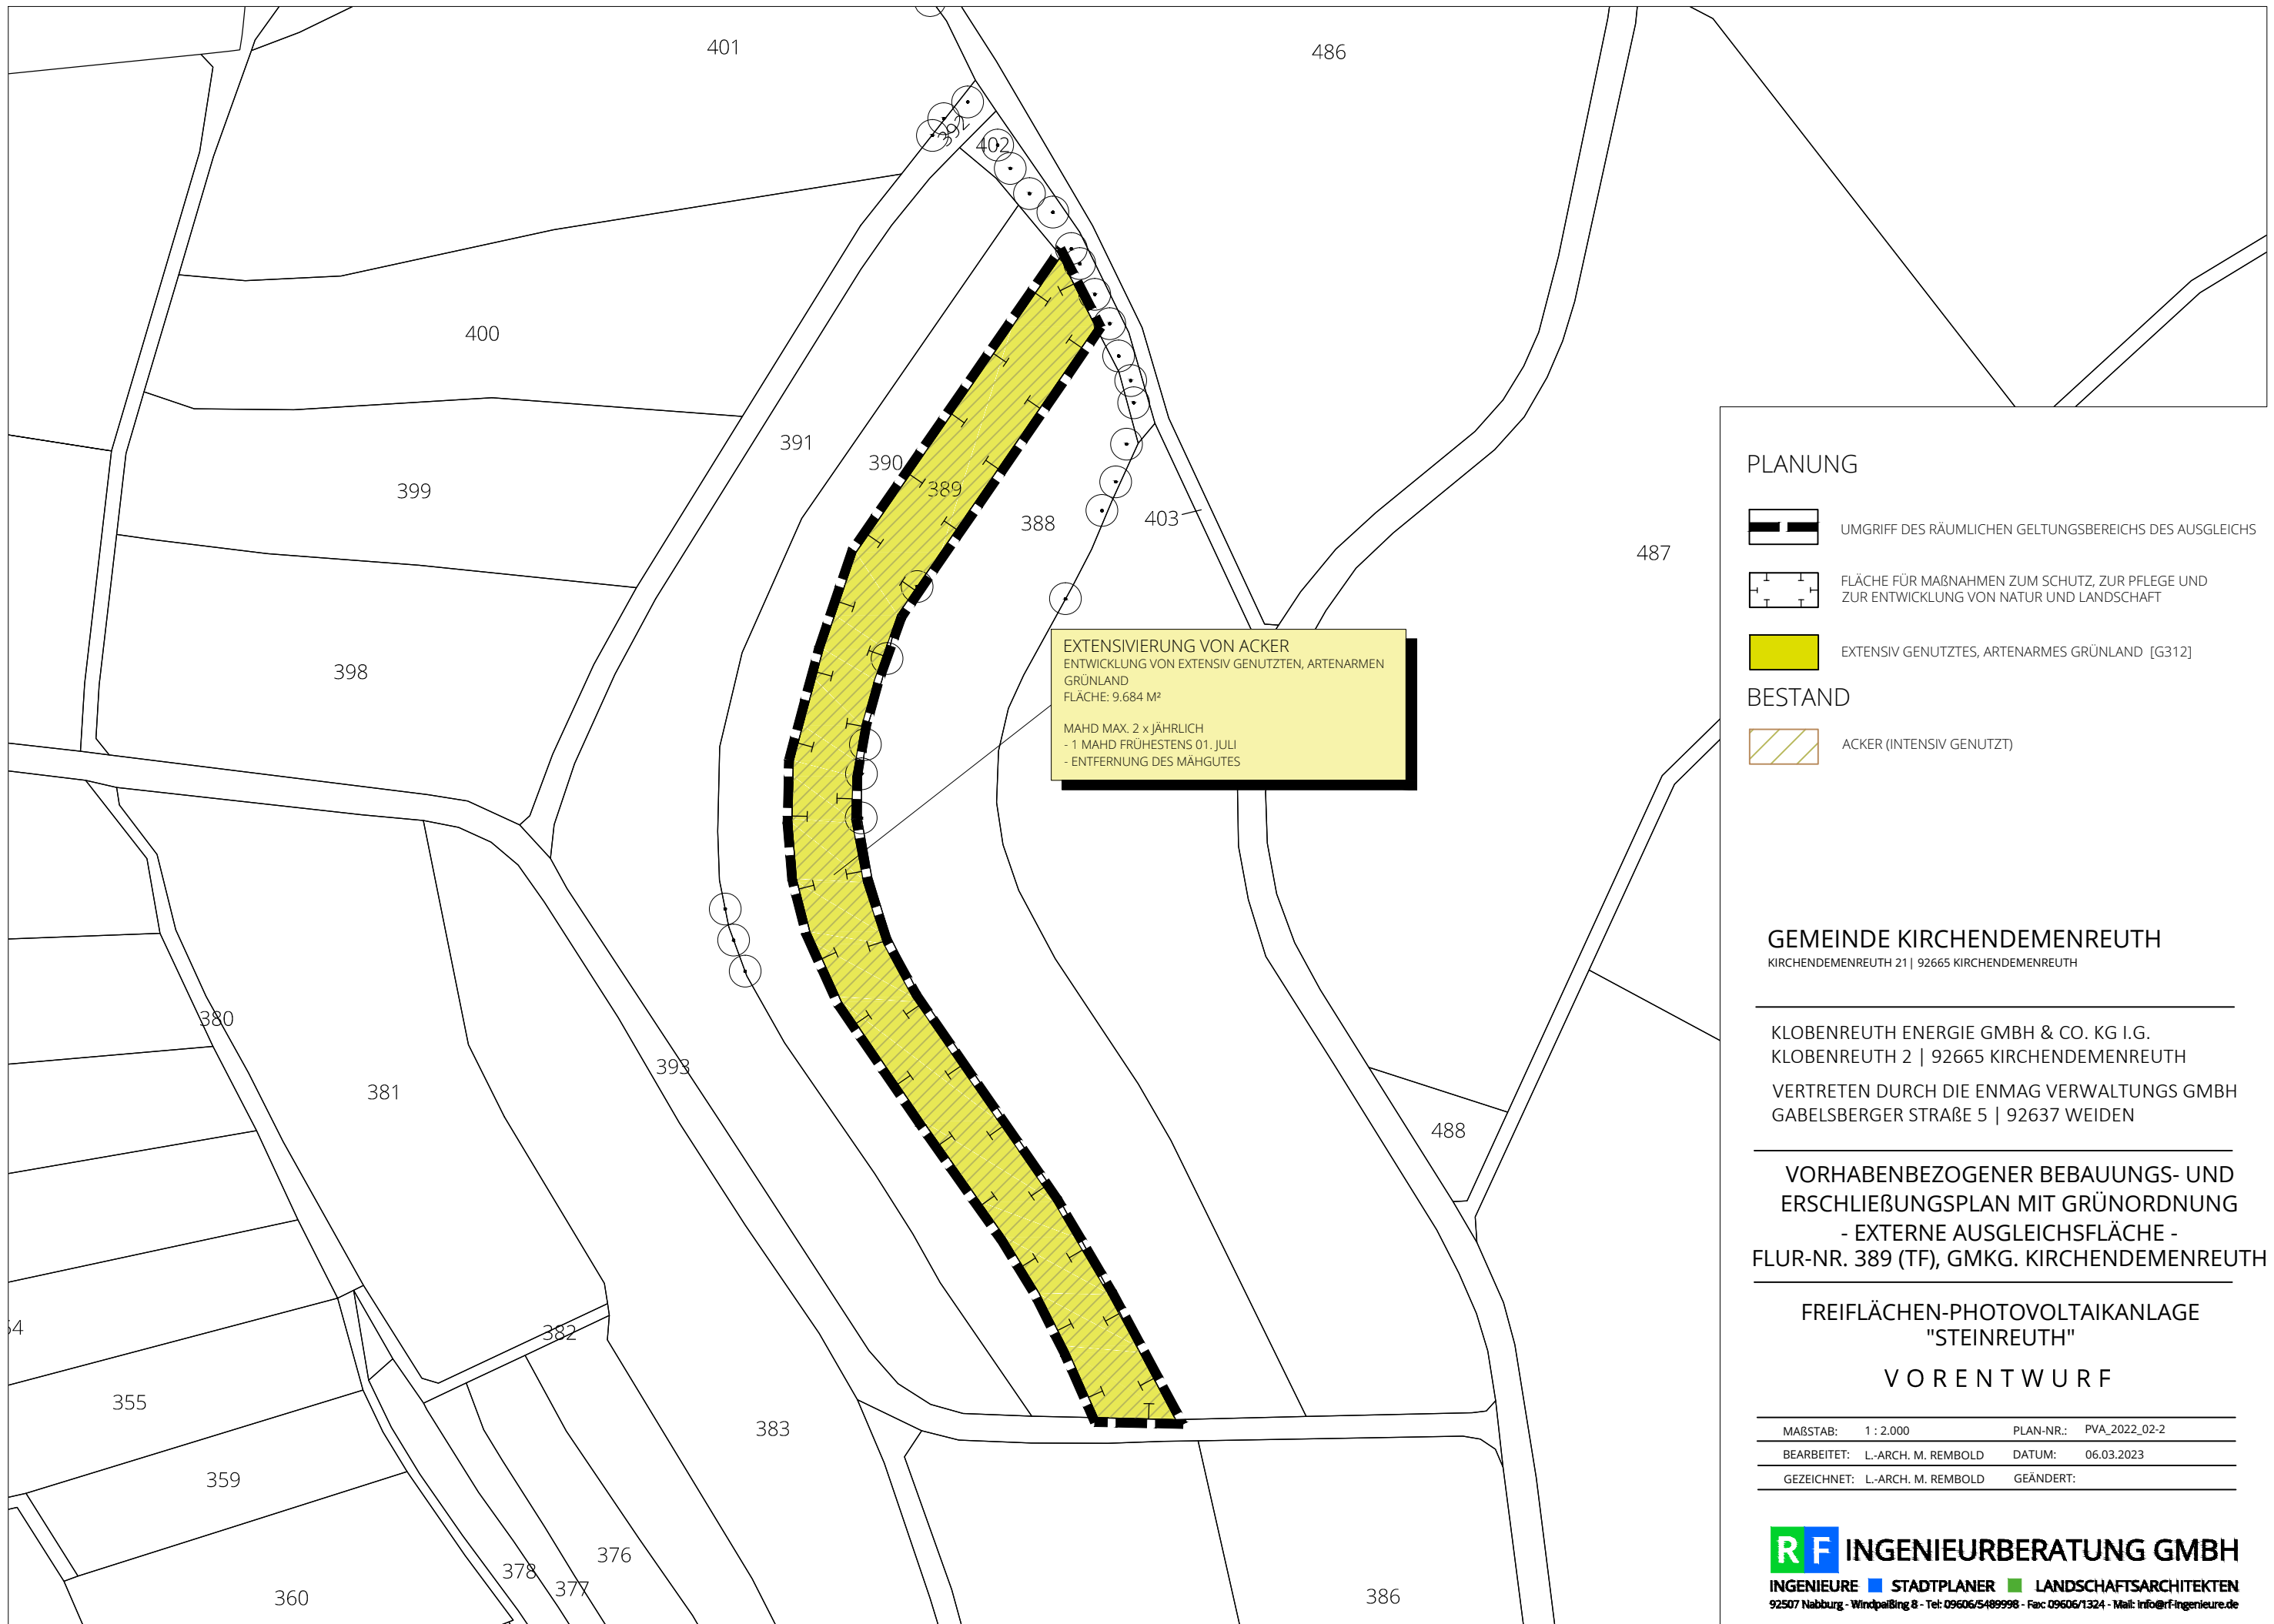 401
486
392
402
400
391
390
399
389
388
403
487
398
EXTENSIVIERUNG VON ACKER
ENTWICKLUNG VON EXTENSIV GENUTZTEN, ARTENARMEN
GRÜNLAND
FLÄCHE: 9.684 M²
MAHD MAX. 2 x JÄHRLICH
- 1 MAHD FRÜHESTENS 01. JULI
- ENTFERNUNG DES MÄHGUTES
380
381
393
488
382
54
355
383
359
376
378
377
360
386
PLANUNG
UMGRIFF DES RÄUMLICHEN GELTUNGSBEREICHS DES AUSGLEICHS
FLÄCHE FÜR MAßNAHMEN ZUM SCHUTZ, ZUR PFLEGE UND
ZUR ENTWICKLUNG VON NATUR UND LANDSCHAFT
EXTENSIV GENUTZTES, ARTENARMES GRÜNLAND [G312]
BESTAND
ACKER (INTENSIV GENUTZT)
GEMEINDE KIRCHENDEMENREUTH
KIRCHENDEMENREUTH 21| 92665 KIRCHENDEMENREUTH
KLOBENREUTH ENERGIE GMBH & CO. KG I.G.
KLOBENREUTH 2 | 92665 KIRCHENDEMENREUTH
VERTRETEN DURCH DIE ENMAG VERWALTUNGS GMBH
GABELSBERGER STRAßE 5 | 92637 WEIDEN
VORHABENBEZOGENER BEBAUUNGS- UND
ERSCHLIEßUNGSPLAN MIT GRÜNORDNUNG
- EXTERNE AUSGLEICHSFLÄCHE -
FLUR-NR. 389 (TF), GMKG. KIRCHENDEMENREUTH
FREIFLÄCHEN-PHOTOVOLTAIKANLAGE
"STEINREUTH"
VORENTWURF
MAßSTAB: 1 : 2.000 PLAN-NR.: PVA_2022_02-2
BEARBEITET: L.-ARCH. M. REMBOLD DATUM: 06.03.2023
GEZEICHNET: L.-ARCH. M. REMBOLD GEÄNDERT:
RF INGENIEURBERATUNG GMBH
INGENIEURE STADTPLANER LANDSCHAFTSARCHITEKTEN
92507 Nabburg - Windpaißing 8 - Tel: 09606/5489998 - Fax: 09606/1324 - Mail: info@rf-ingenieure.de